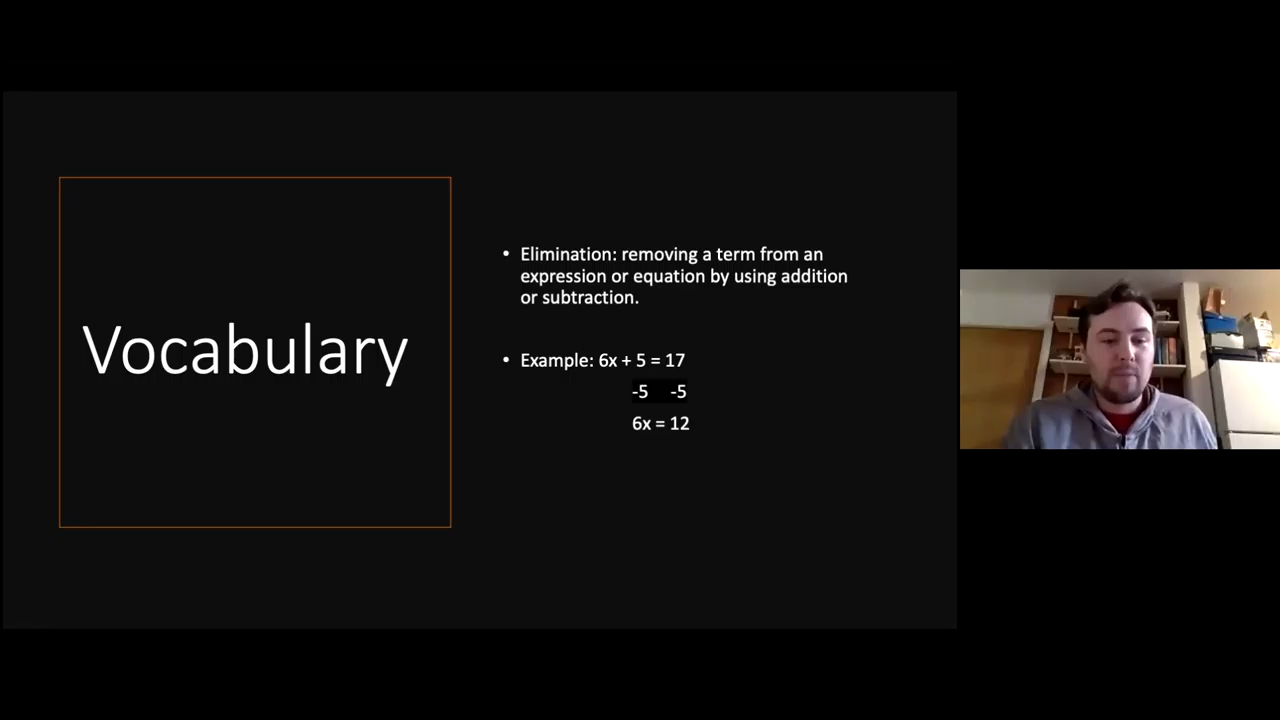 Vocabulary
• Elimination: removing a term from an
expression or equation by using addition
or subtraction.
• Example: 6x + 5 = 17
-5 -5
6x = 12